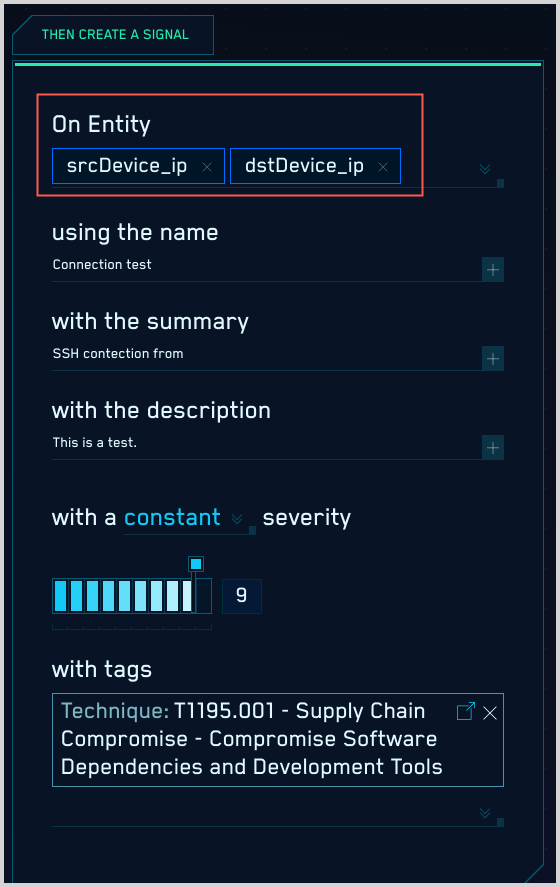 THEN CREATE A SIGNAL
On Entity
srcDevice_ip
dstDevice_ip
using the name
Connection test
with the summary
SSH contection from
with the description
This is a test.
with a constant severity
9
with tags
Technique: T1195.001 - Supply Chain
Compromise - Compromise Software
Dependencies and Development Tools